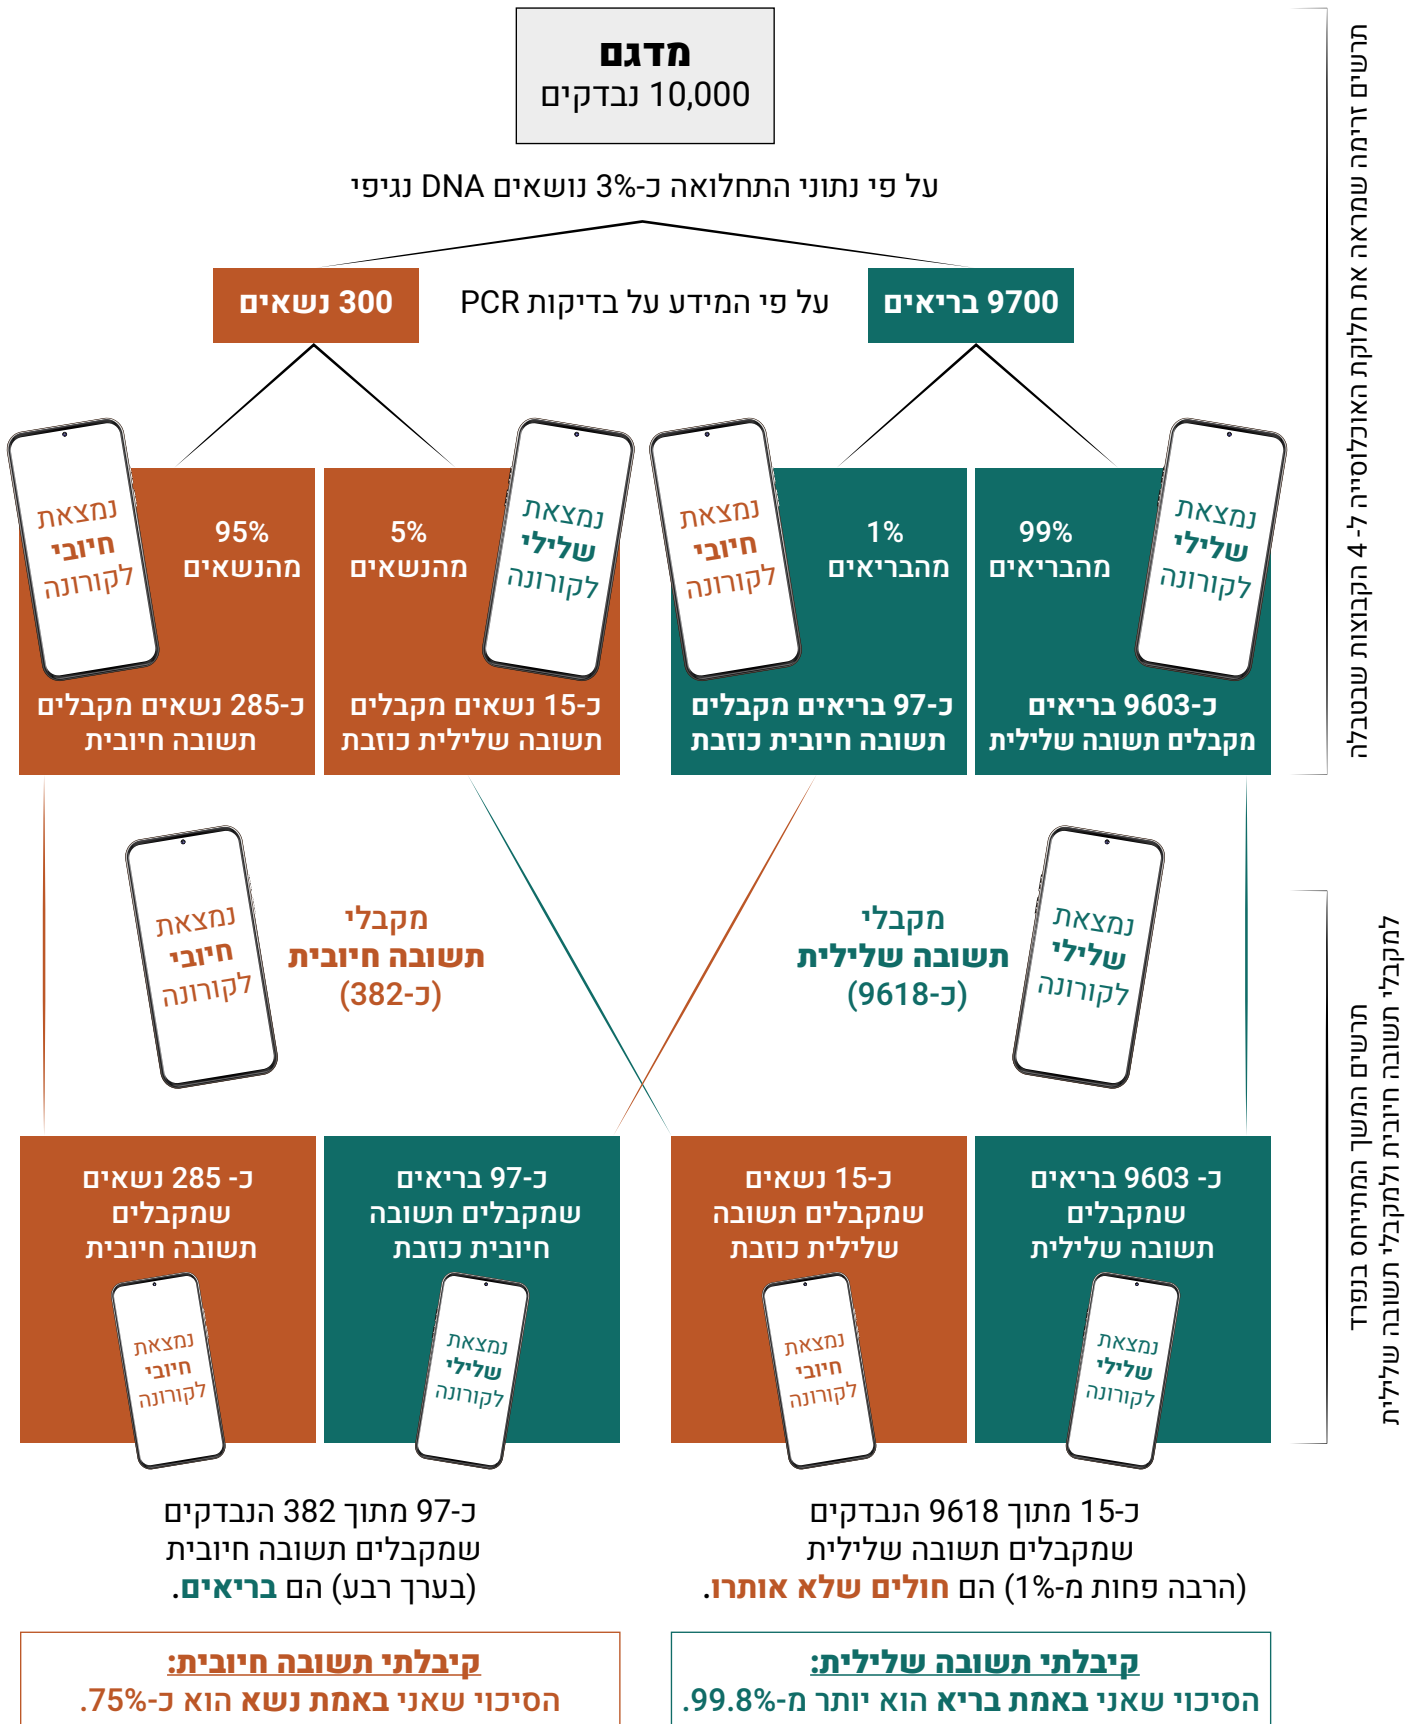 מדגם
10,000 נבדקים
על פי נתוני התחלואה כ-3% נושאים DNA נגיפי
9700 בריאים
על פי המידע על בדיקות PCR
300 נשאים
נמצאת
שלילי
לקורונה
99%
מהבריאים
כ-9603 בריאים
מקבלים תשובה שלילית
1%
מהבריאים
נמצאת
חיובי
לקורונה
כ-97 בריאים מקבלים
תשובה חיובית כוזבת
נמצאת
שלילי
לקורונה
5%
מהנשאים
כ-15 נשאים מקבלים
תשובה שלילית כוזבת
95%
מהנשאים
נמצאת
חיובי
לקורונה
כ-285 נשאים מקבלים
תשובה חיובית
תרשים זרימה שמראה את חלוקת האוכלוסייה ל- 4 הקבוצות שבטבלה
נמצאת
שלילי
לקורונה
מקבלי
תשובה שלילית
(כ-9618)
מקבלי
תשובה חיובית
(כ-382)
נמצאת
חיובי
לקורונה
כ- 9603 בריאים
שמקבלים
תשובה שלילית
נמצאת
שלילי
לקורונה
כ-15 נשאים
שמקבלים תשובה
שלילית כוזבת
נמצאת
חיובי
לקורונה
כ-97 בריאים
שמקבלים תשובה
חיובית כוזבת
נמצאת
שלילי
לקורונה
כ- 285 נשאים
שמקבלים
תשובה חיובית
נמצאת
חיובי
לקורונה
תרשים המשך המתייחס בנפרד
למקבלי תשובה חיובית ולמקבלי תשובה שלילית
כ-15 מתוך 9618 הנבדקים
שמקבלים תשובה שלילית
(הרבה פחות מ-1%) הם חולים שלא אותרו.
כ-97 מתוך 382 הנבדקים
שמקבלים תשובה חיובית
(בערך רבע) הם בריאים.
קיבלתי תשובה שלילית:
הסיכוי שאני באמת בריא הוא יותר מ-99.8%.
קיבלתי תשובה חיובית:
הסיכוי שאני באמת נשא הוא כ-75%.